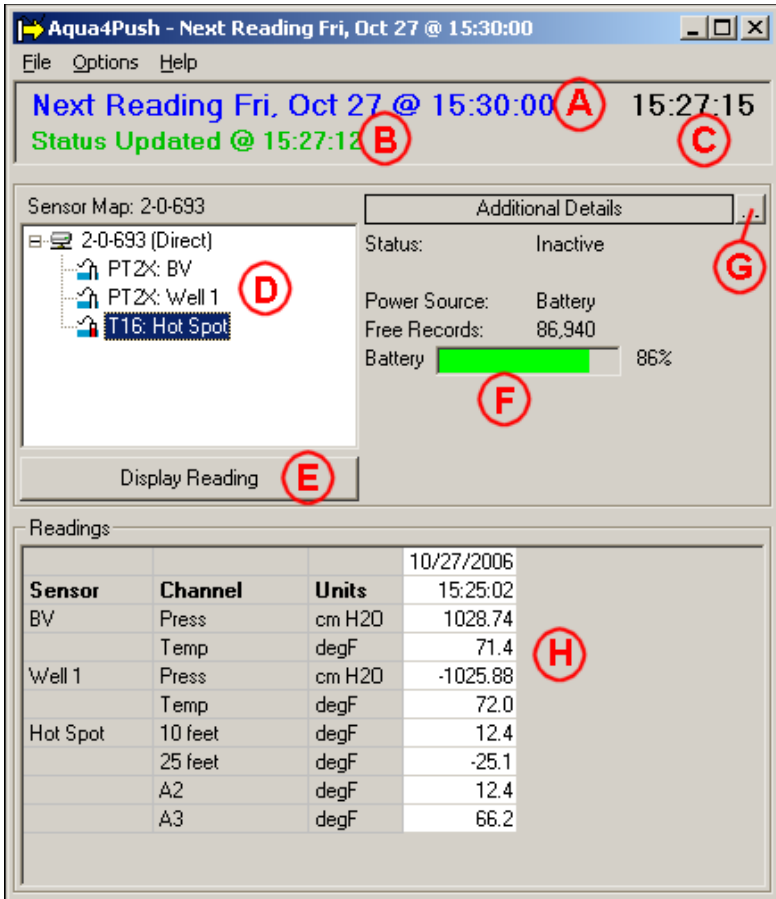 Aqua4Push - Next Reading Fri, Oct 27 @ 15:30:00
File Options Help
Next Reading Fri, Oct 27 @ 15:30:00 A 15:27:15
Status Updated @ 15:27:12 B C
Sensor Map: 2-0-693 Additional Details ...
2-0-693 (Direct) Status: Inactive
PT2X: BV D G
PT2X: Well 1 Power Source: Battery
T16: Hot Spot Free Records: 86,940
Battery 86%
F
Display Reading E
Readings
10/27/2006
Sensor Channel Units 15:25:02
BV Press cm H2O 1028.74
Temp degF 71.4 H
Well 1 Press cm H2O -1025.88
Temp degF 72.0
Hot Spot 10 feet degF 12.4
25 feet degF -25.1
A2 degF 12.4
A3 degF 66.2